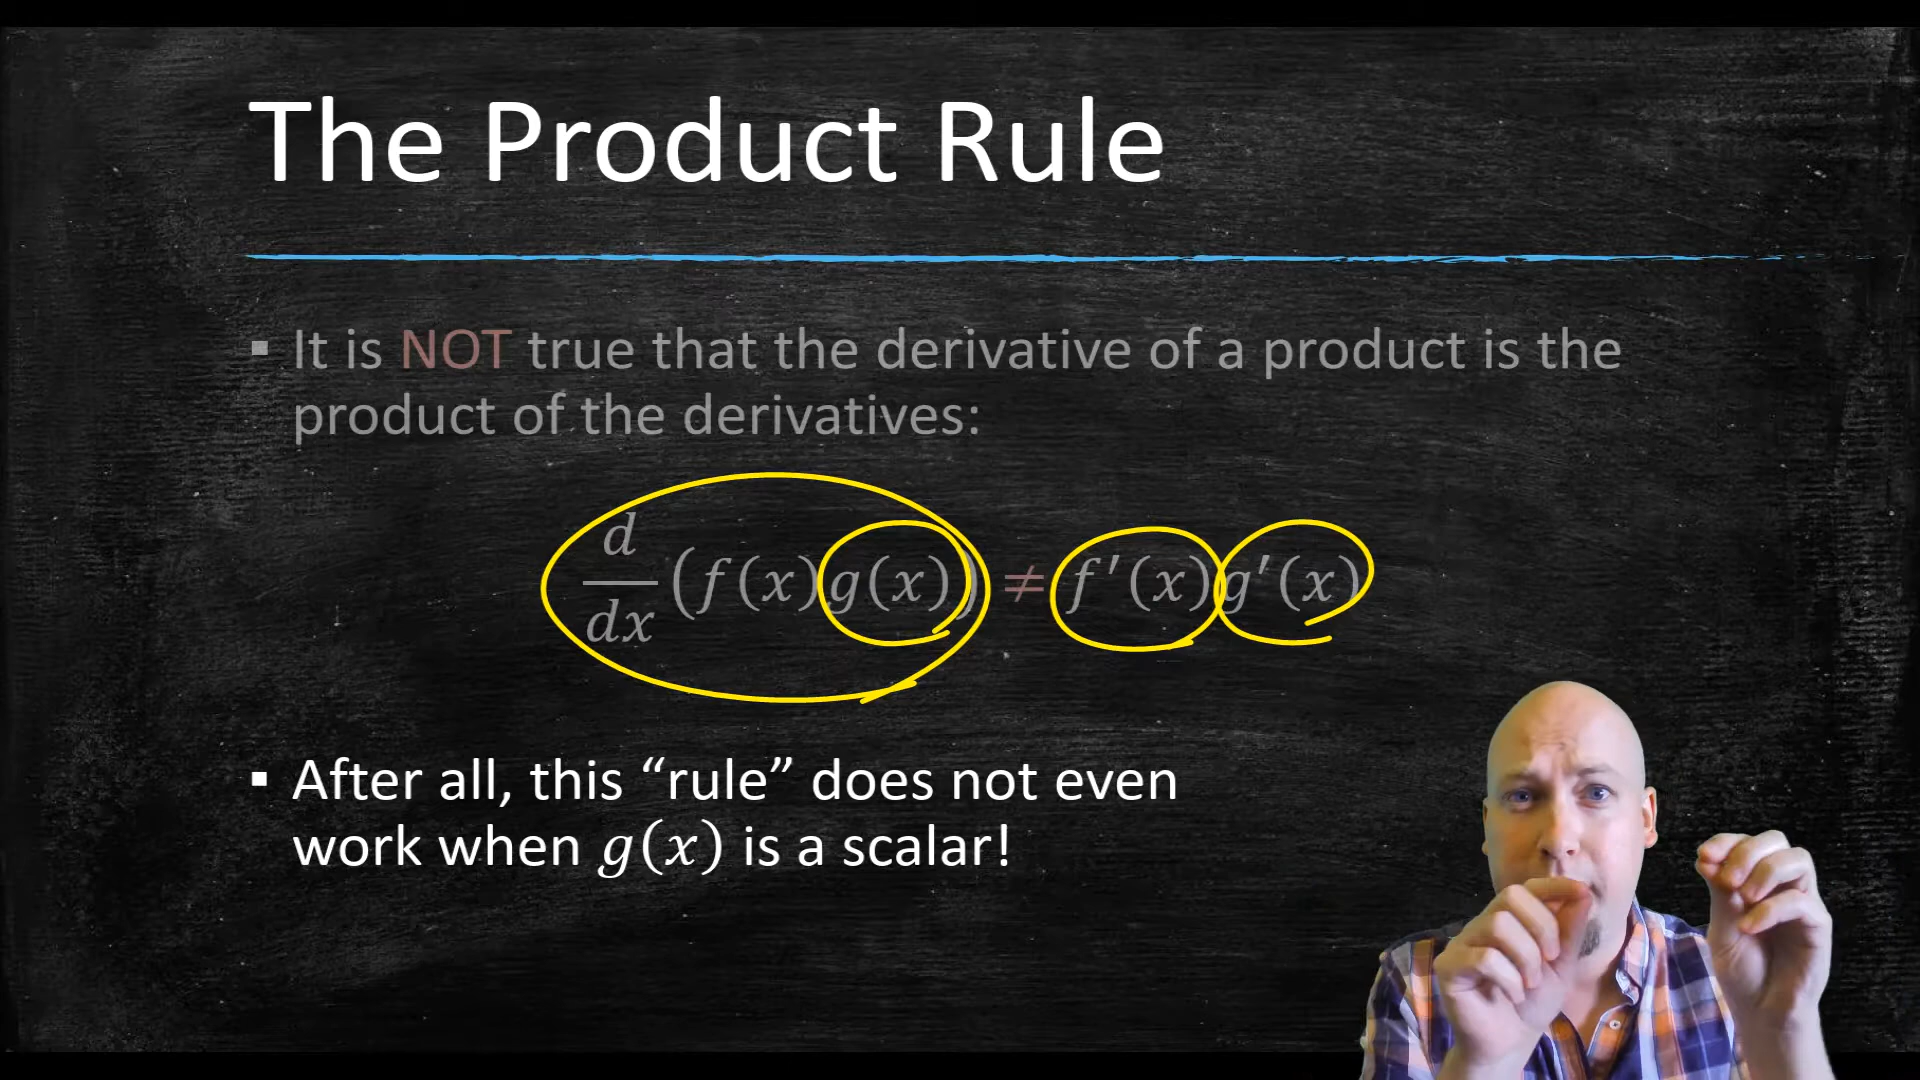 The Product Rule
▪ It is NOT true that the derivative of a product is the
product of the derivatives:
d/dx (f(x)g(x)) ≠ f′(x)g′(x)
▪ After all, this “rule” does not even
work when g(x) is a scalar!